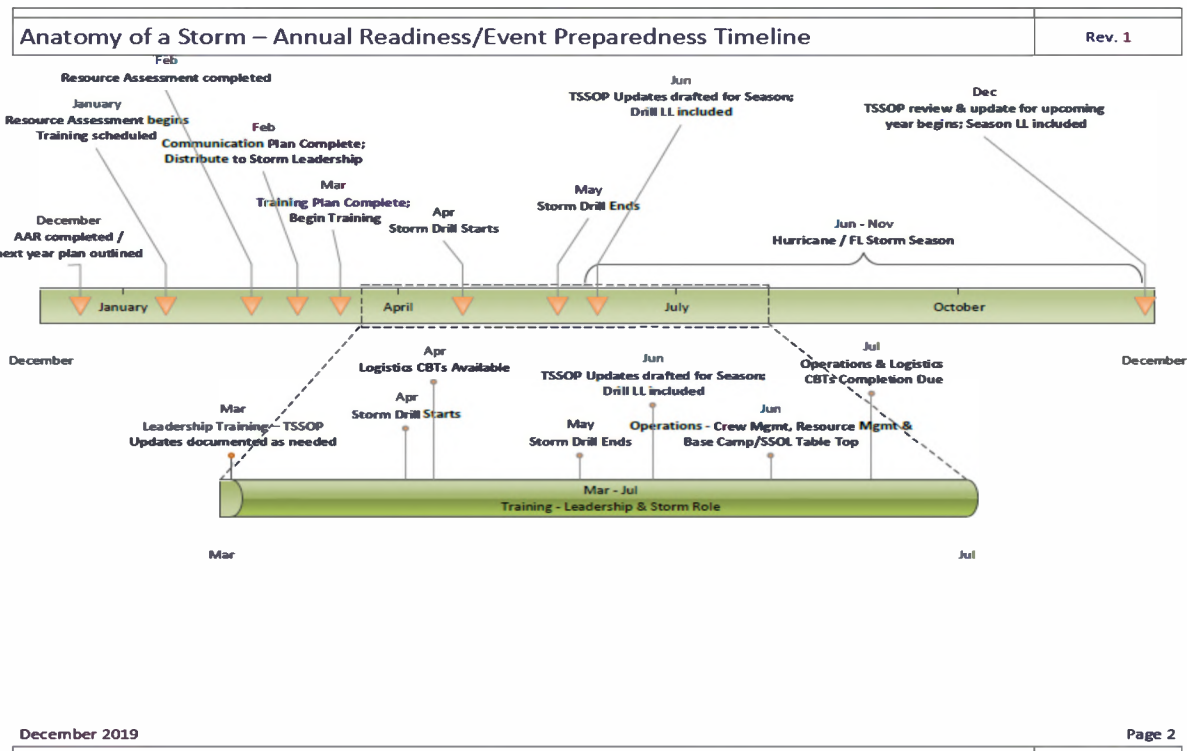 Anatomy of a Storm – Annual Readiness/Event Preparedness Timeline
Rev. 1
Feb
Resource Assessment completed
January
Resource Assessment begins
Training scheduled
Feb
Communication Plan Complete;
Distribute to Storm Leadership
Mar
Training Plan Complete;
Begin Training
December
AAR completed /
next year plan outlined
Apr
Storm Drill Starts
May
Storm Drill Ends
Jun
TSSOP Updates drafted for Season;
Drill LL included
Dec
TSSOP review & update for upcoming
year begins; Season LL included
Jun - Nov
Hurricane / FL Storm Season
January
April
July
October
December
December
Mar
Leadership Training – TSSOP
Updates documented as needed
Apr
Storm Drill Starts
Apr
Logistics CBTs Available
May
Storm Drill Ends
Jun
TSSOP Updates drafted for Season;
Drill LL included
Jun
Operations - Crew Mgmt, Resource Mgmt &
Base Camp/SSOL Table Top
Jul
Operations & Logistics
CBTs Completion Due
Mar - Jul
Training - Leadership & Storm Role
Mar
Jul
December 2019
Page 2